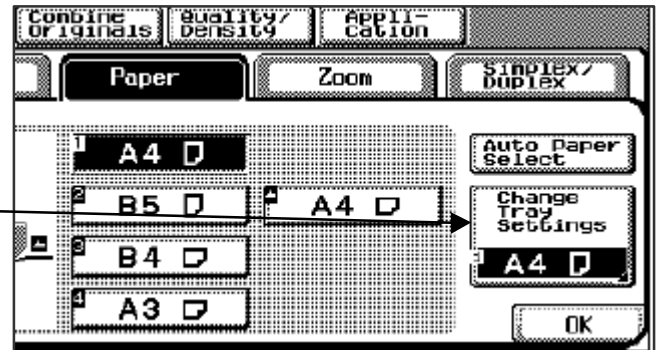 Combine Originals
Quality/ Density
Appli- cation
Paper
Zoom
Simplex/ Duplex
1 A4
Auto Paper
Select
2 B5
A4
Change
Tray
Settings
3 B4
1 A4
4 A3
OK